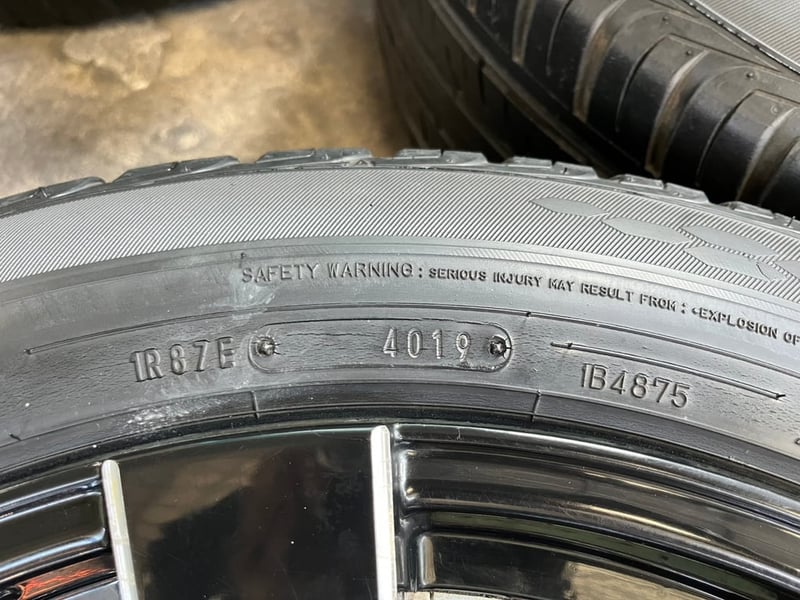 SAFETY WARNING: SERIOUS INJURY MAY RESULT FROM: •EXPLOSION OF
1R87E 4019 1B4875